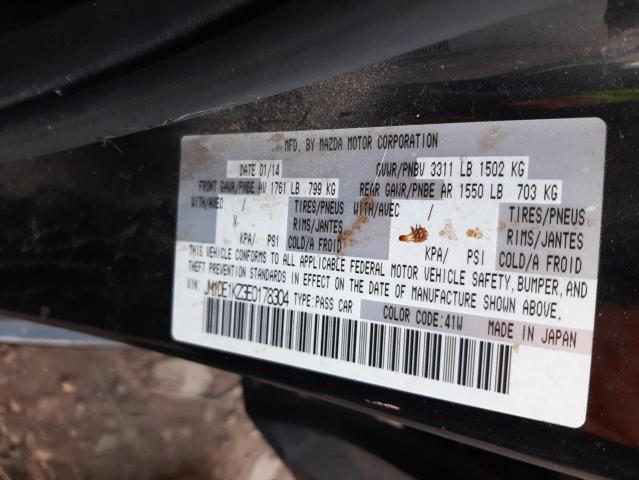 MFD. BY MAZDA MOTOR CORPORATION
DATE 01/14 GVWR/PNBV 3311 LB 1502 KG
FRONT GAWR/PNBE AV 1761 LB 799 KG REAR GAWR/PNBE AR 1550 LB 703 KG
WITH/AVEC / TIRES/PNEUS WITH/AVEC / TIRES/PNEUS
RIMS/JANTES RIMS/JANTES
KPA/ PSI COLD/A FROID KPA/ PSI COLD/A FROID
THIS VEHICLE CONFORMS TO ALL APPLICABLE FEDERAL MOTOR VEHICLE SAFETY, BUMPER, AND
THEFT PREVENTION STANDARDS IN EFFECT ON THE DATE OF MANUFACTURE SHOWN ABOVE.
VIN: JM1DE1KZ3E0178304 TYPE:PASS CAR COLOR CODE:41W MADE IN JAPAN